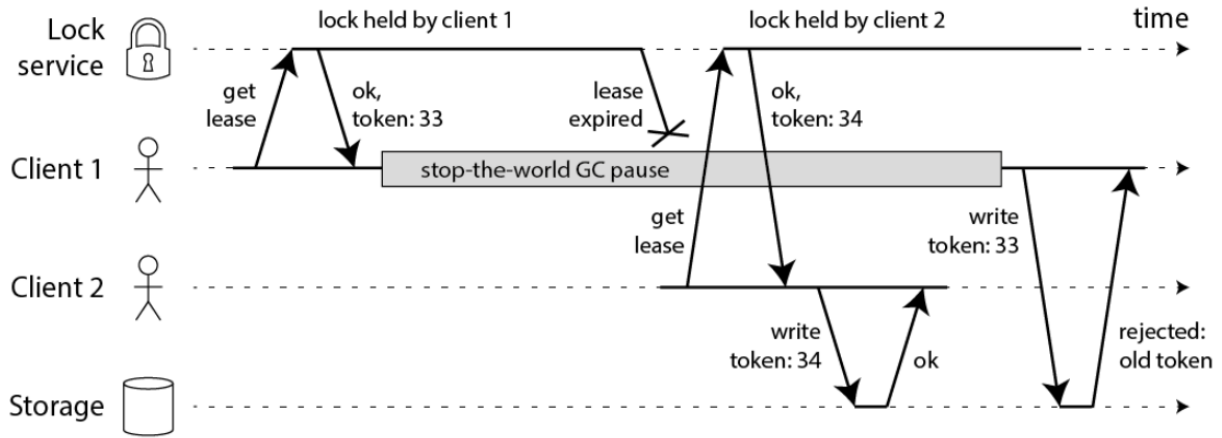 lock held by client 1
lock held by client 2
time
Lock
service
get
lease
ok,
token: 33
lease
expired
ok,
token: 34
Client 1
stop-the-world GC pause
get
lease
write
token: 33
Client 2
write
token: 34
ok
rejected:
old token
Storage